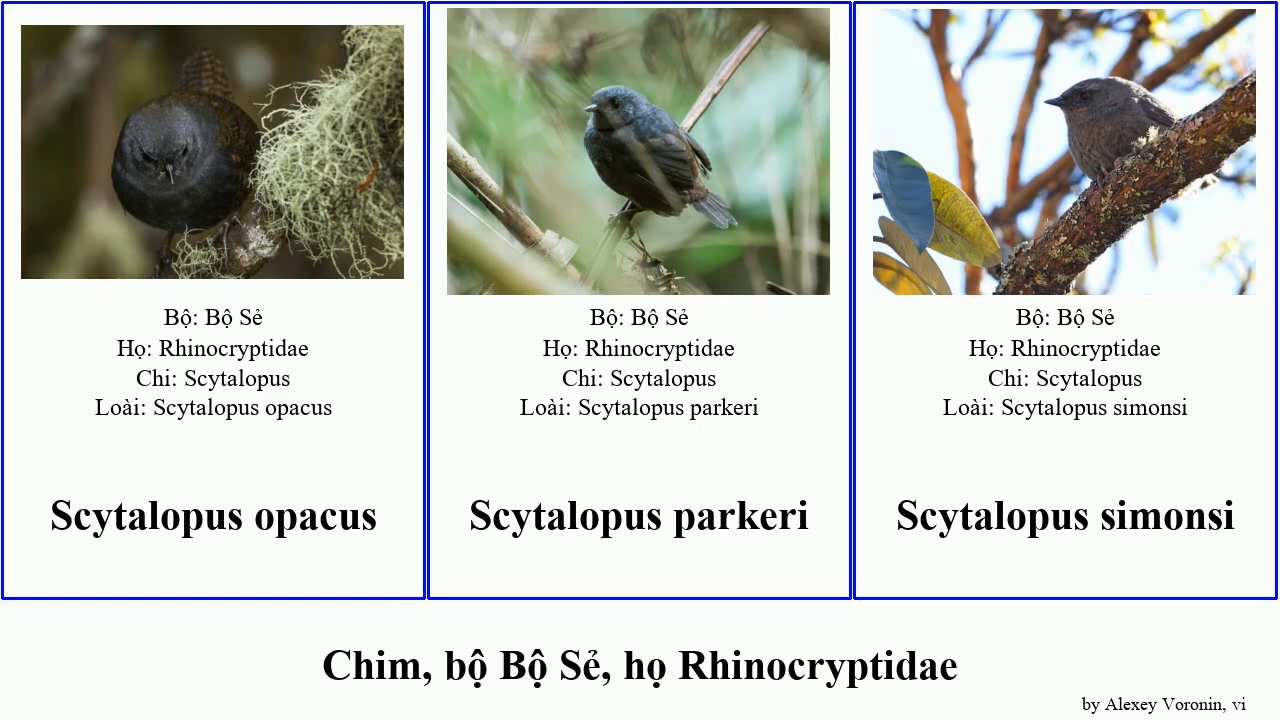 Bộ: Bộ Sẻ
Họ: Rhinocryptidae
Chi: Scytalopus
Loài: Scytalopus opacus
Scytalopus opacus
Bộ: Bộ Sẻ
Họ: Rhinocryptidae
Chi: Scytalopus
Loài: Scytalopus parkeri
Scytalopus parkeri
Bộ: Bộ Sẻ
Họ: Rhinocryptidae
Chi: Scytalopus
Loài: Scytalopus simonsi
Scytalopus simonsi
Chim, bộ Bộ Sẻ, họ Rhinocryptidae
by Alexey Voronin, vi